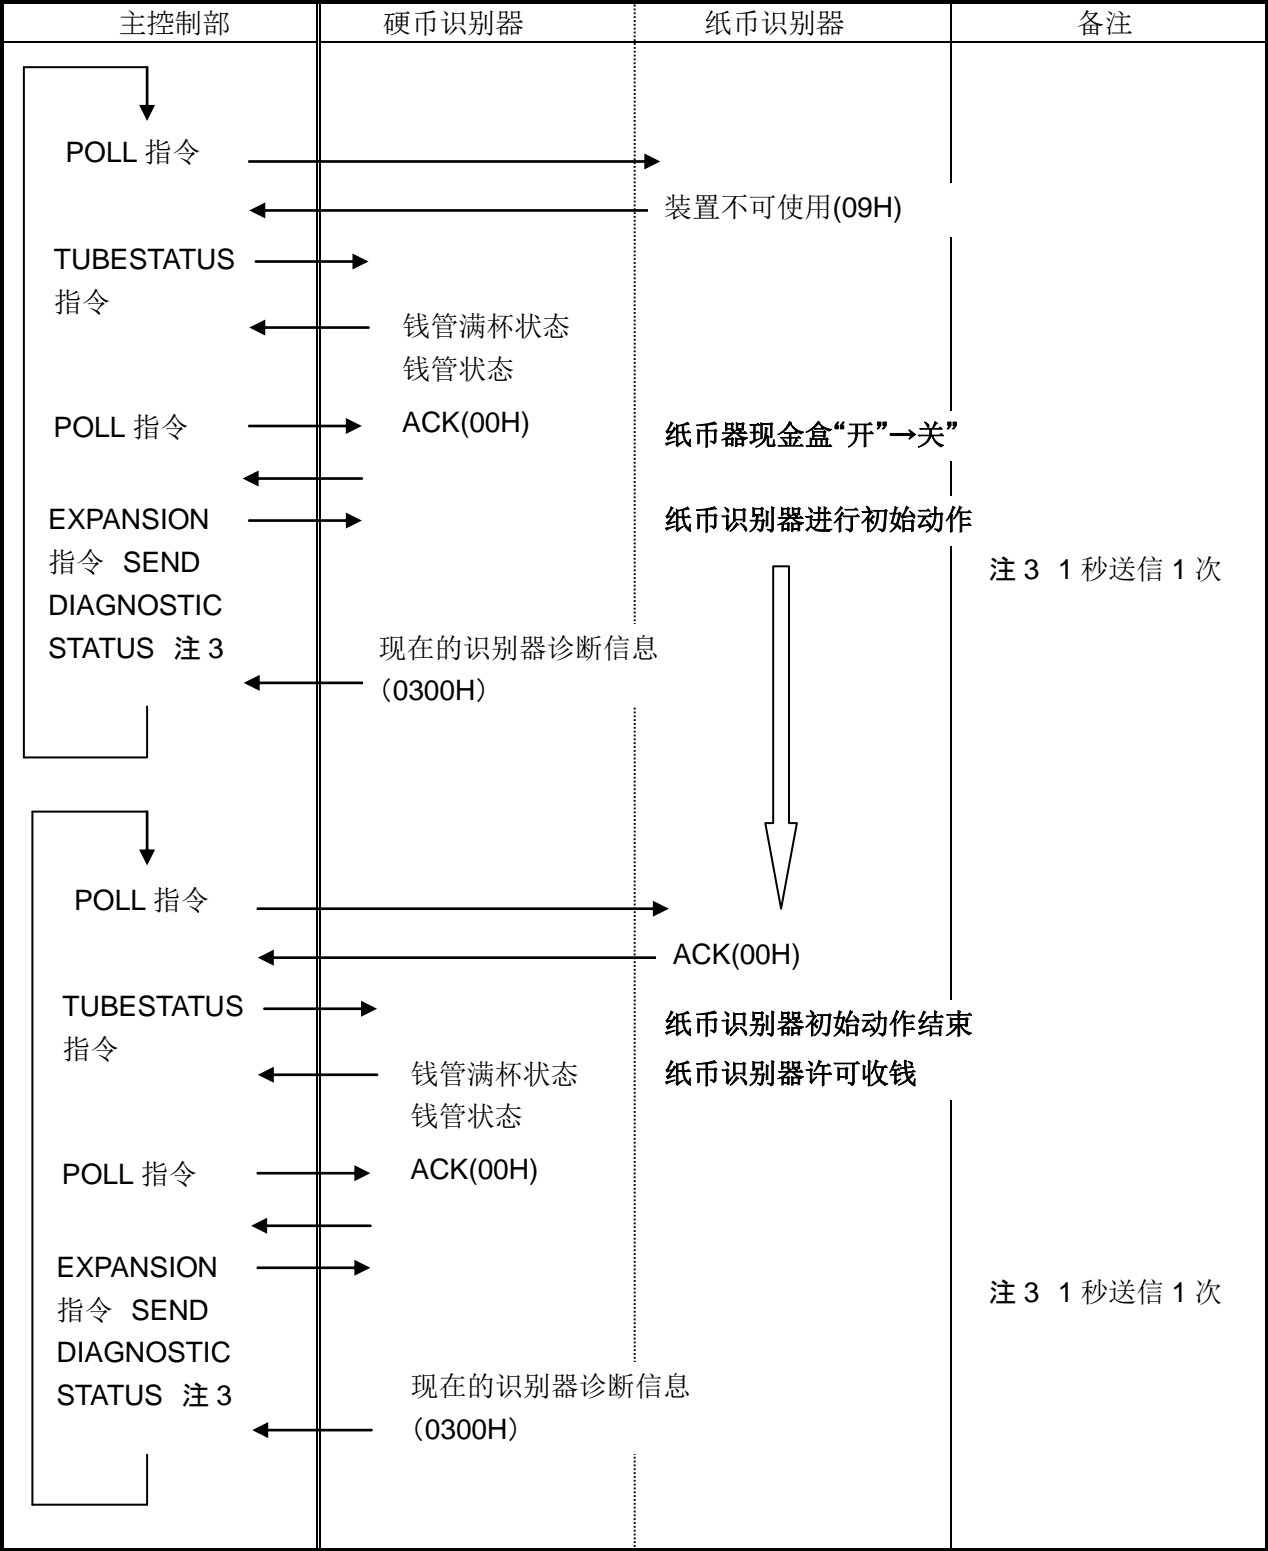 主控制部 硬币识别器 纸币识别器 备注
POLL 指令
装置不可使用(09H)
TUBESTATUS
指令
钱管满杯状态
钱管状态
POLL 指令 ACK(00H)
纸币器现金盒“开”→关”
EXPANSION
指令 SEND
DIAGNOSTIC
STATUS 注 3
纸币识别器进行初始动作
注 3 1 秒送信 1 次
现在的识别器诊断信息
（0300H）
POLL 指令
ACK(00H)
TUBESTATUS
指令
纸币识别器初始动作结束
纸币识别器许可收钱
钱管满杯状态
钱管状态
POLL 指令 ACK(00H)
EXPANSION
指令 SEND
DIAGNOSTIC
STATUS 注 3
注 3 1 秒送信 1 次
现在的识别器诊断信息
（0300H）